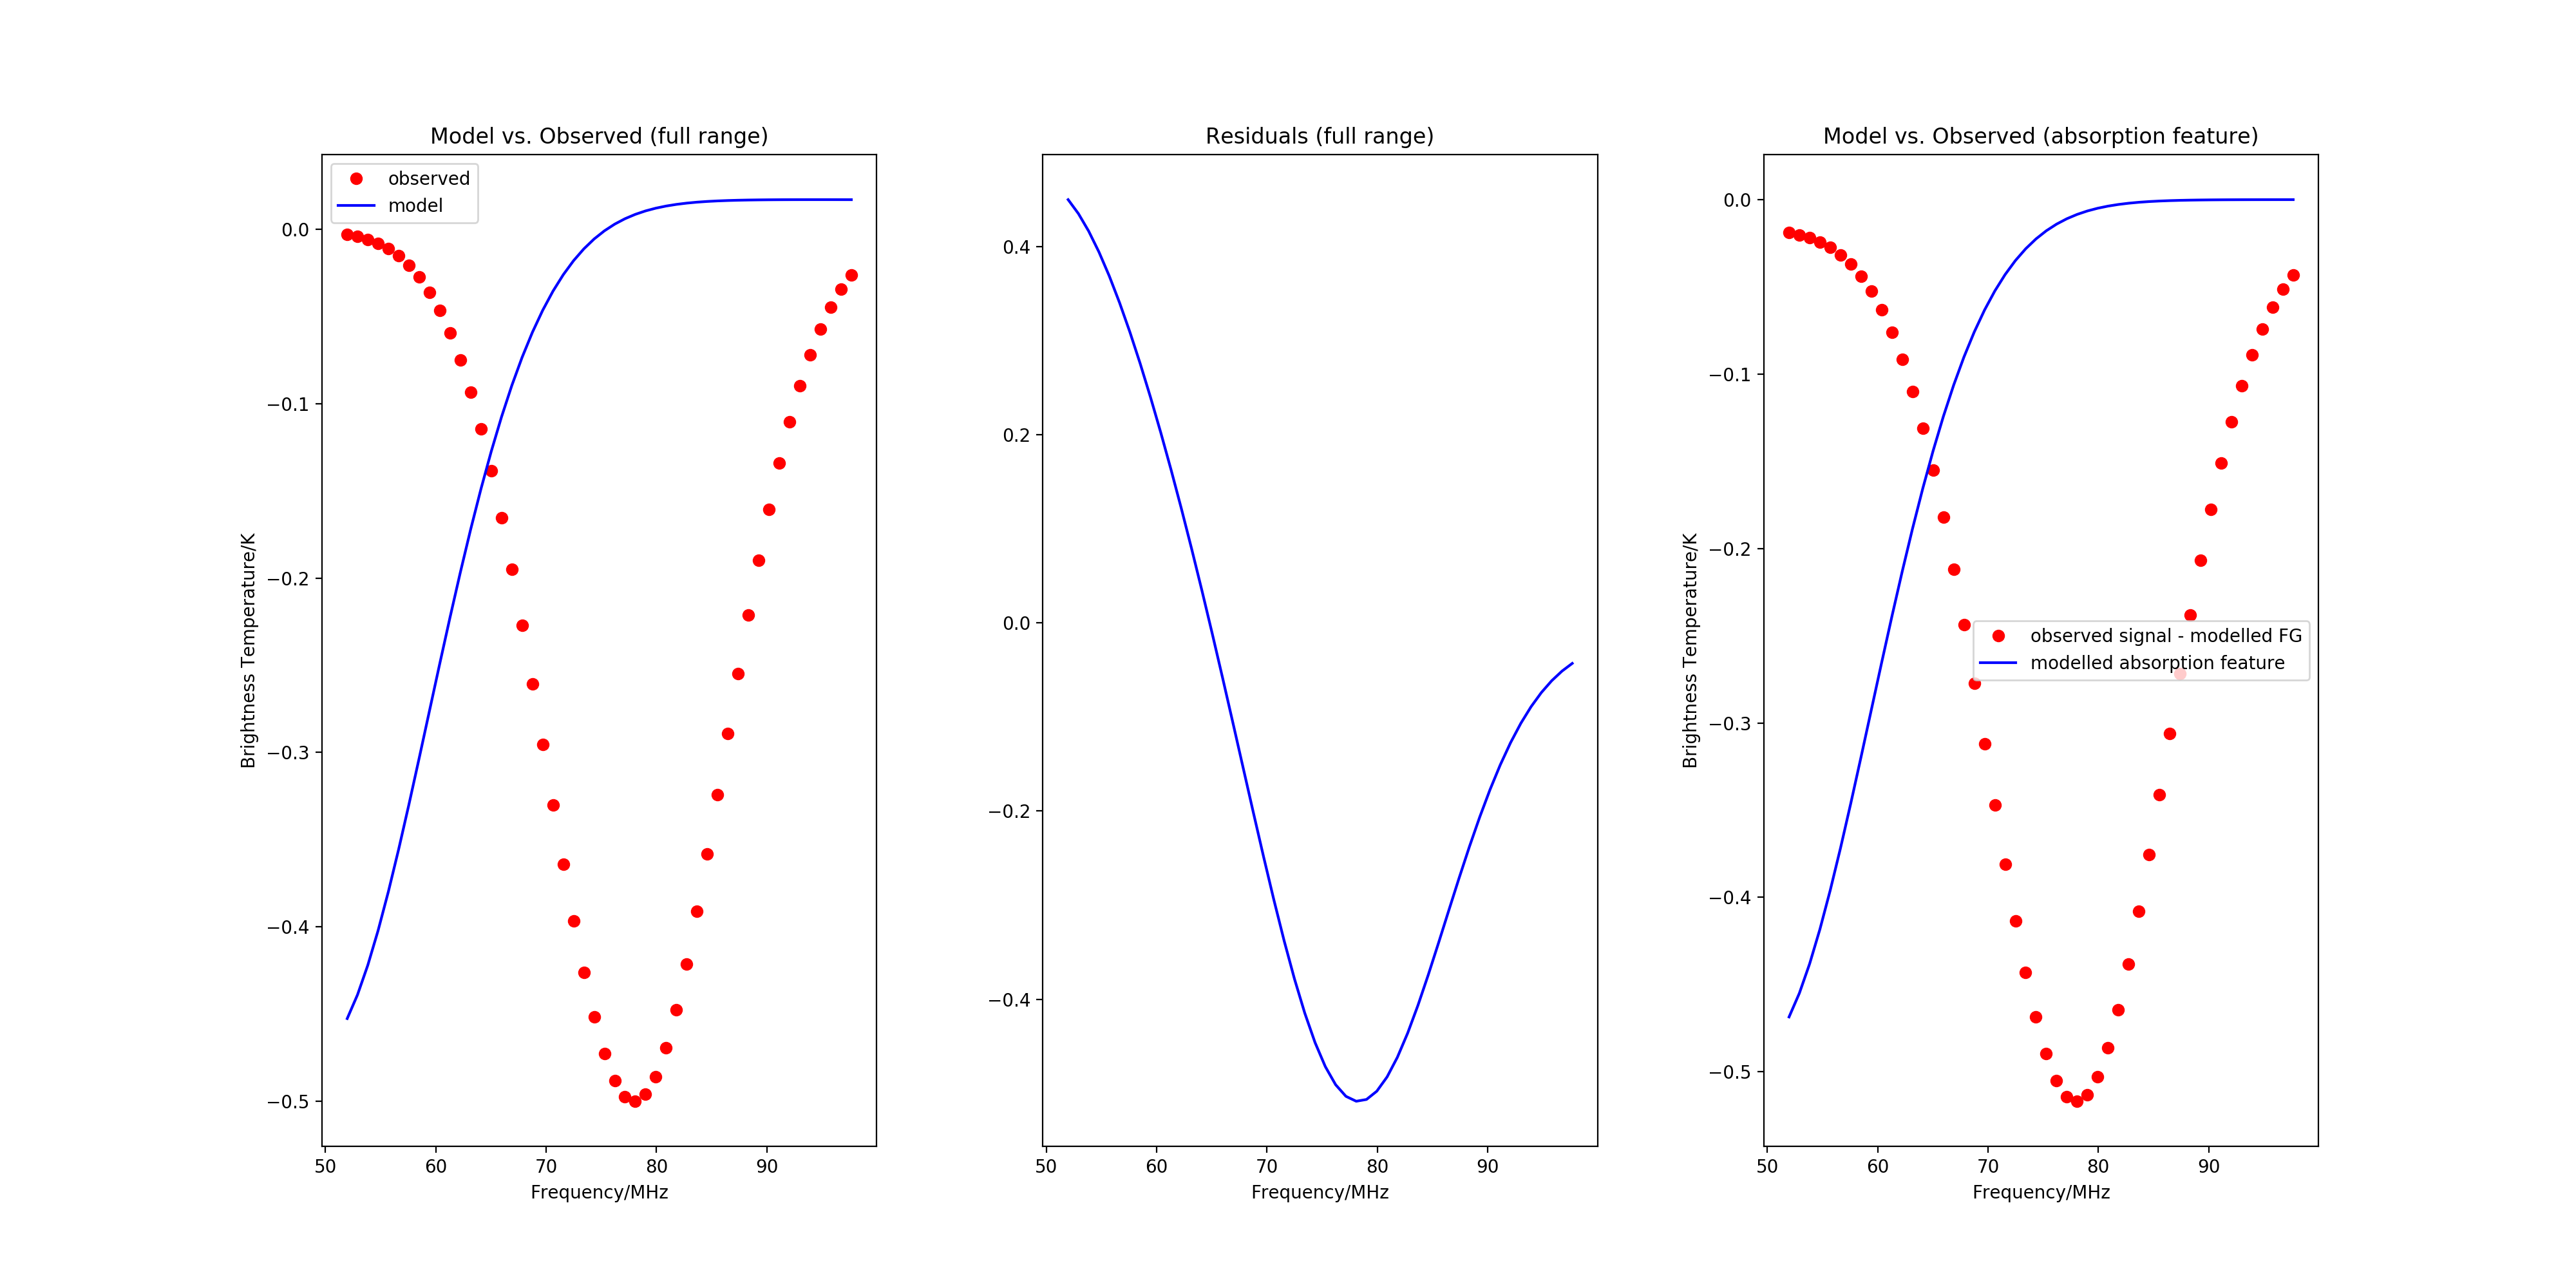 Model vs. Observed (full range)
observed
model
0.0
−0.1
−0.2
−0.3
−0.4
−0.5
Brightness Temperature/K
50 60 70 80 90
Frequency/MHz
Residuals (full range)
0.4
0.2
0.0
−0.2
−0.4
50 60 70 80 90
Frequency/MHz
Model vs. Observed (absorption feature)
0.0
−0.1
−0.2
−0.3
−0.4
−0.5
Brightness Temperature/K
observed signal - modelled FG
modelled absorption feature
50 60 70 80 90
Frequency/MHz